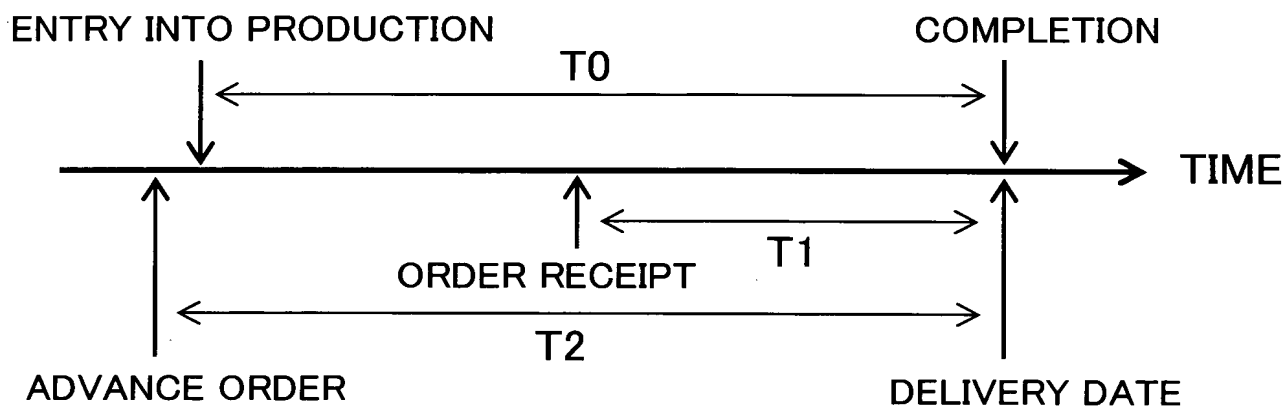 ENTRY INTO PRODUCTION
COMPLETION
T0
TIME
T1
ORDER RECEIPT
T2
ADVANCE ORDER
DELIVERY DATE